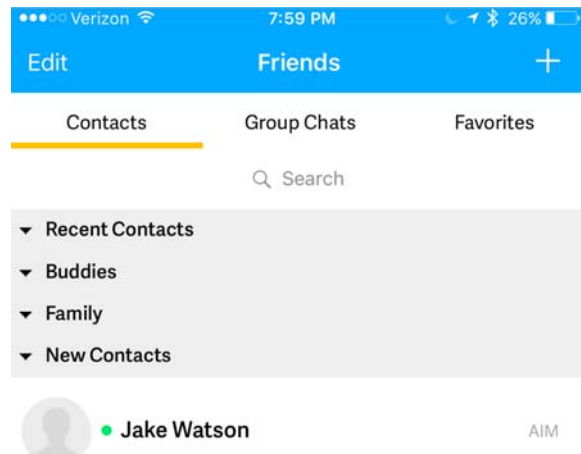 Verizon 7:59 PM 26%
Edit Friends +
Contacts Group Chats Favorites
Search
Recent Contacts
Buddies
Family
New Contacts
Jake Watson AIM